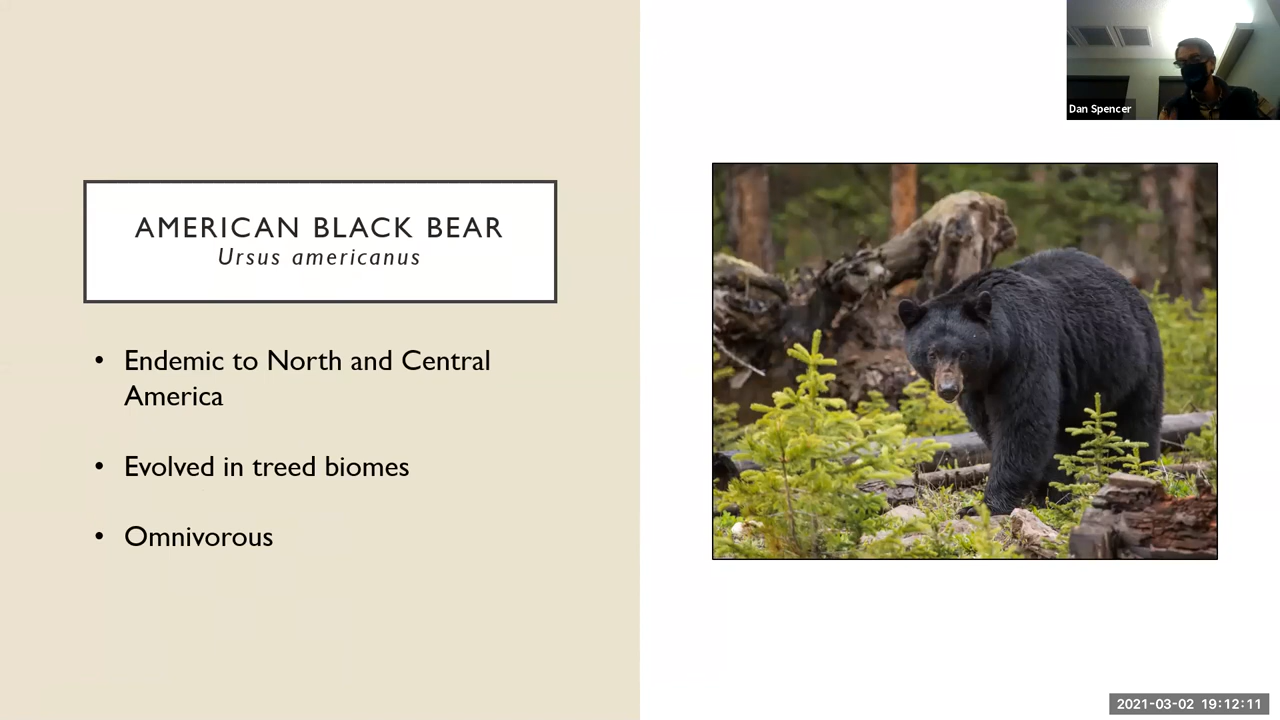 AMERICAN BLACK BEAR
Ursus americanus
• Endemic to North and Central
America
• Evolved in treed biomes
• Omnivorous
Dan Spencer
2021-03-02 19:12:11